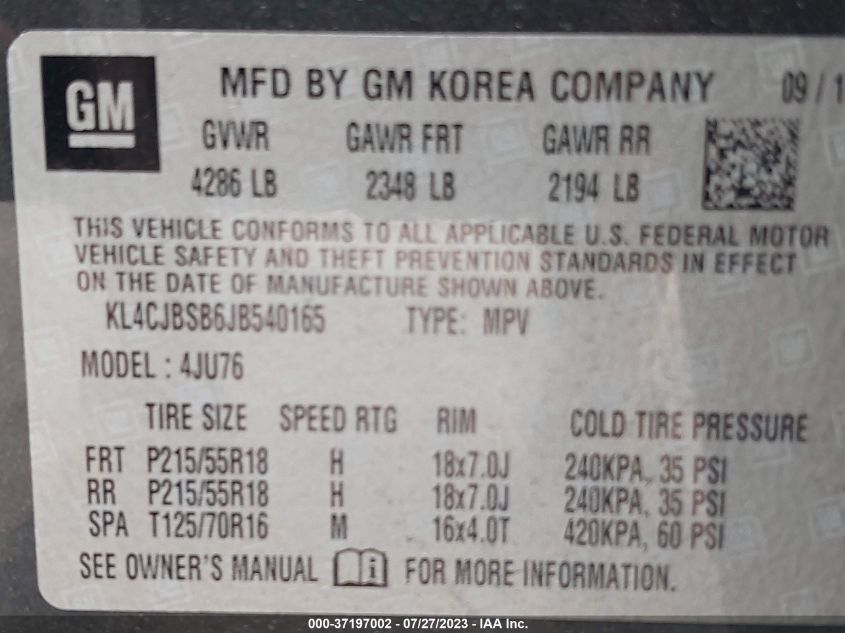 GM
MFD BY GM KOREA COMPANY 09/1
GVWR GAWR FRT GAWR RR
4286 LB 2348 LB 2194 LB
THIS VEHICLE CONFORMS TO ALL APPLICABLE U.S. FEDERAL MOTOR
VEHICLE SAFETY AND THEFT PREVENTION STANDARDS IN EFFECT
ON THE DATE OF MANUFACTURE SHOWN ABOVE.
KL4CJBSB6JB540165 TYPE: MPV
MODEL : 4JU76
TIRE SIZE SPEED RTG RIM COLD TIRE PRESSURE
FRT P215/55R18 H 18x7.0J 240KPA, 35 PSI
RR P215/55R18 H 18x7.0J 240KPA, 35 PSI
SPA T125/70R16 M 16x4.0T 420KPA, 60 PSI
SEE OWNER'S MANUAL i FOR MORE INFORMATION.
000-37197002 / 07/27/2023 - IAA Inc.